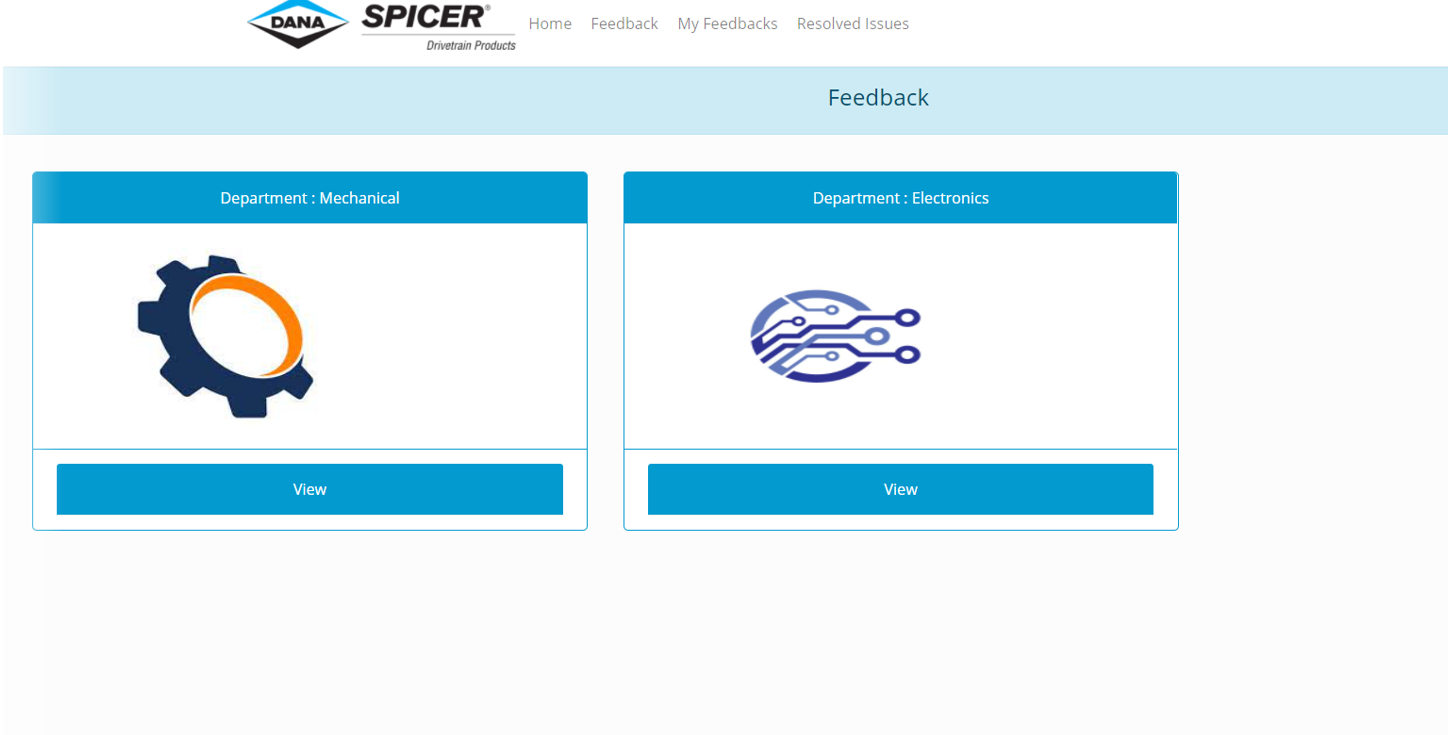 DANA
SPICER®
Drivetrain Products
Home Feedback My Feedbacks Resolved Issues
Feedback
Department : Mechanical
Department : Electronics
View
View